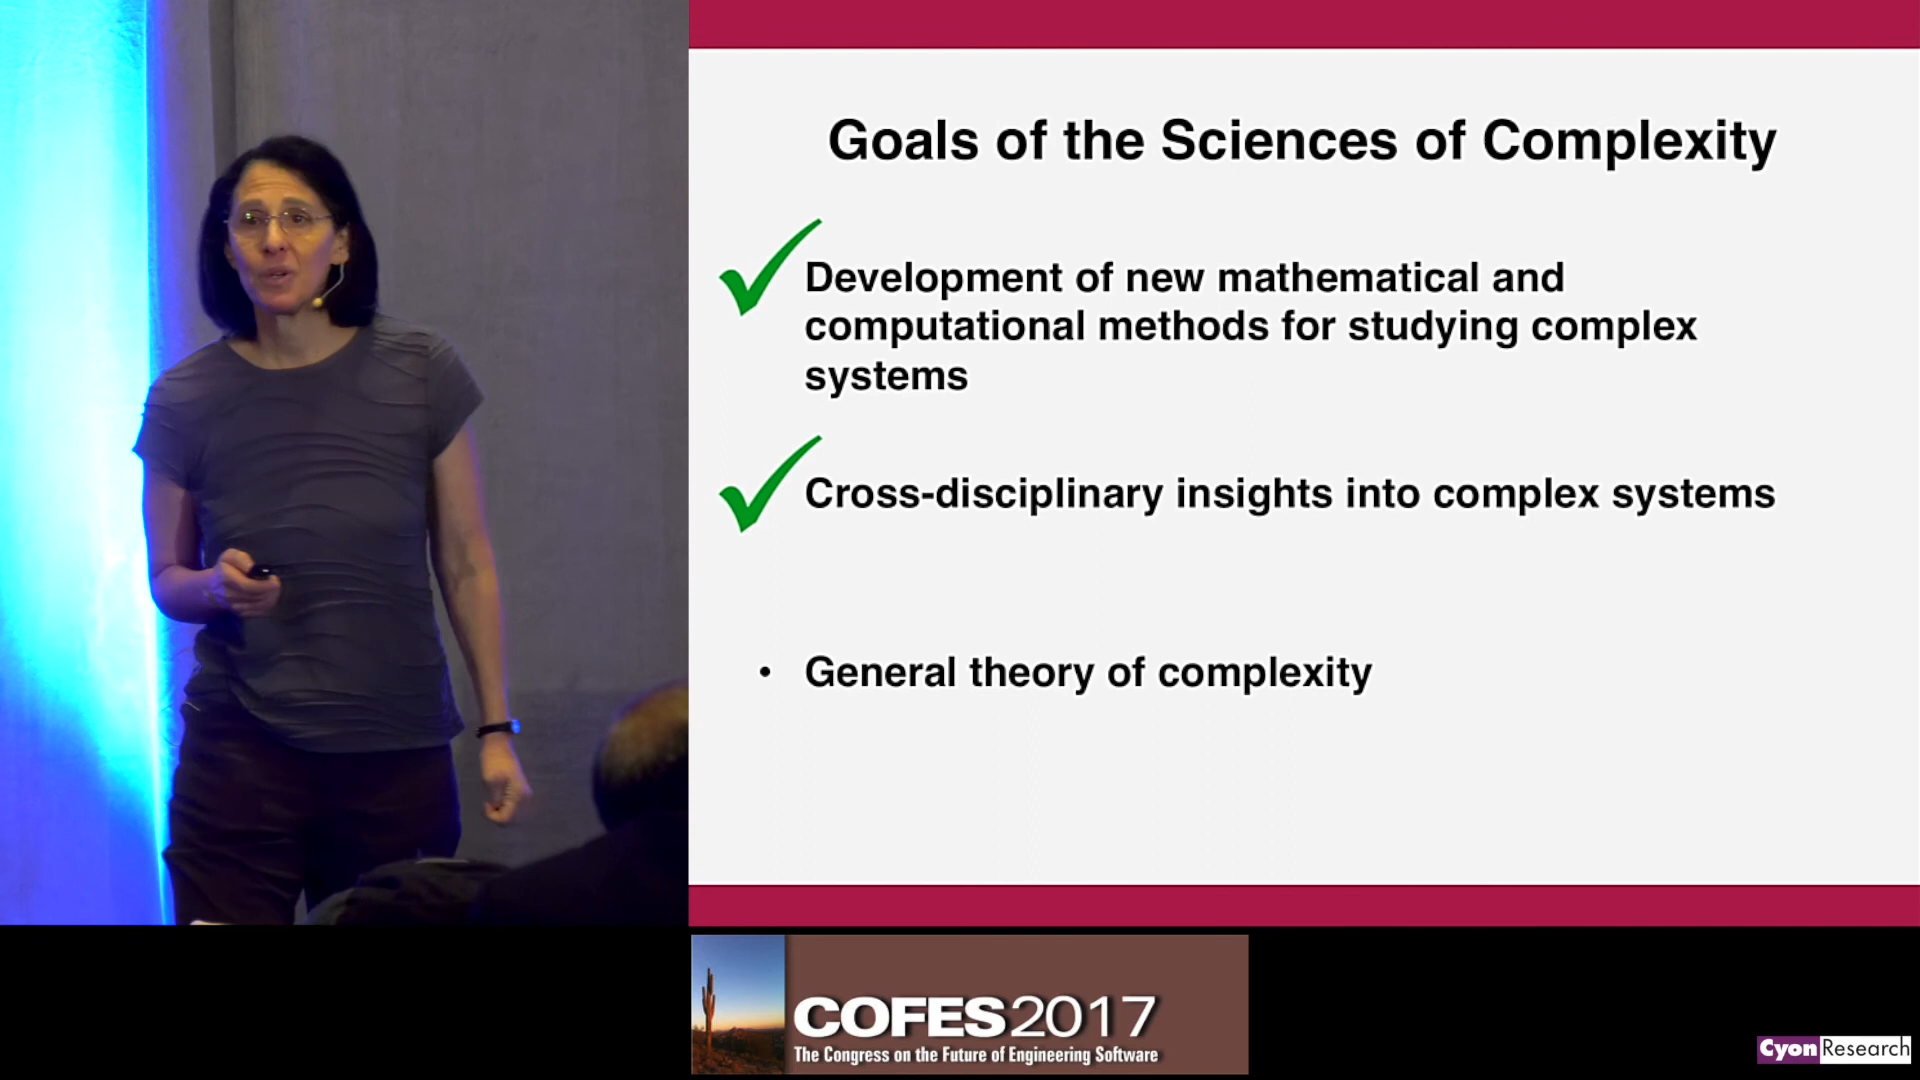 Goals of the Sciences of Complexity
Development of new mathematical and
computational methods for studying complex
systems
Cross-disciplinary insights into complex systems
• General theory of complexity
COFES2017
The Congress on the Future of Engineering Software
CyonResearch